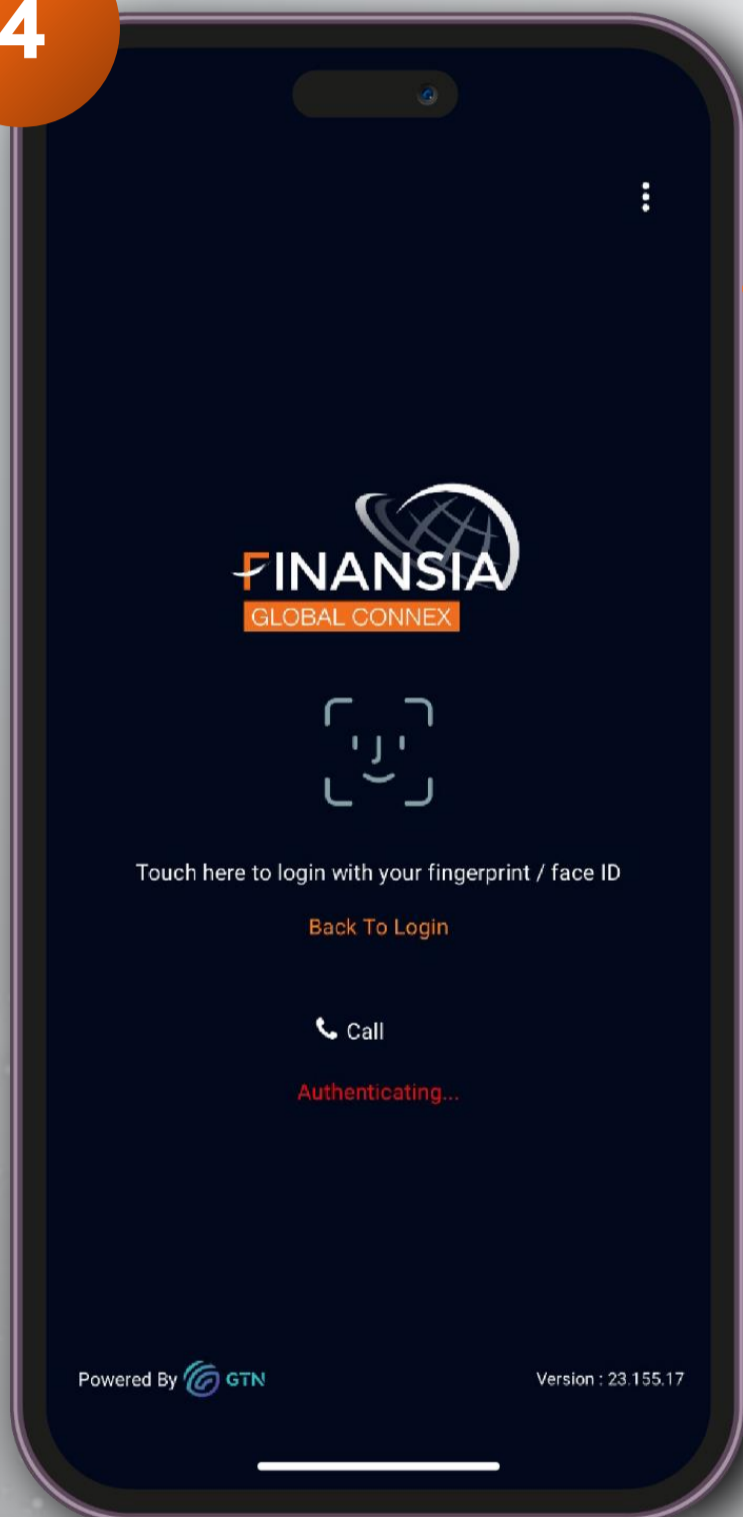 4
FINANSIA
GLOBAL CONNEX
Touch here to login with your fingerprint / face ID
Back To Login
Call
Authenticating...
Powered By GTN
Version : 23.155.17